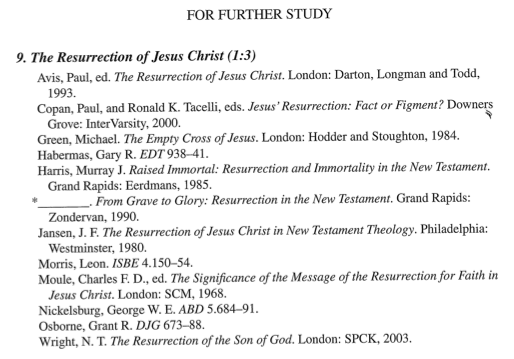 FOR FURTHER STUDY
9. The Resurrection of Jesus Christ (1:3)
Avis, Paul, ed. The Resurrection of Jesus Christ. London: Darton, Longman and Todd,
1993.
Copan, Paul, and Ronald K. Tacelli, eds. Jesus' Resurrection: Fact or Figment? Downers
Grove: InterVarsity, 2000.
Green, Michael. The Empty Cross of Jesus. London: Hodder and Stoughton, 1984.
Habermas, Gary R. EDT 938–41.
Harris, Murray J. Raised Immortal: Resurrection and Immortality in the New Testament.
Grand Rapids: Eerdmans, 1985.
*________. From Grave to Glory: Resurrection in the New Testament. Grand Rapids:
Zondervan, 1990.
Jansen, J. F. The Resurrection of Jesus Christ in New Testament Theology. Philadelphia:
Westminster, 1980.
Morris, Leon. ISBE 4.150–54.
Moule, Charles F. D., ed. The Significance of the Message of the Resurrection for Faith in
Jesus Christ. London: SCM, 1968.
Nickelsburg, George W. E. ABD 5.684–91.
Osborne, Grant R. DJG 673–88.
Wright, N. T. The Resurrection of the Son of God. London: SPCK, 2003.